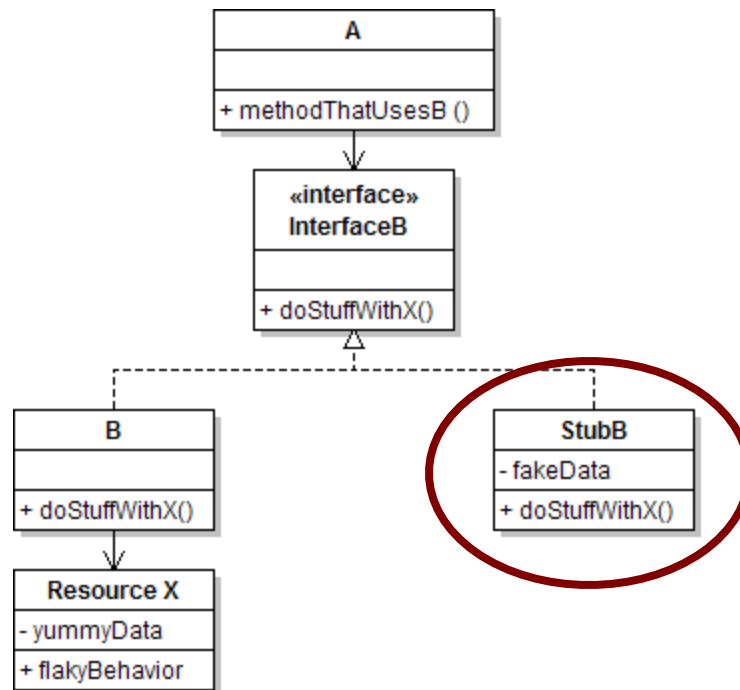 A
+ methodThatUsesB ()
«interface»
InterfaceB
+ doStuffWithX()
B
+ doStuffWithX()
StubB
- fakeData
+ doStuffWithX()
Resource X
- yummyData
+ flakyBehavior